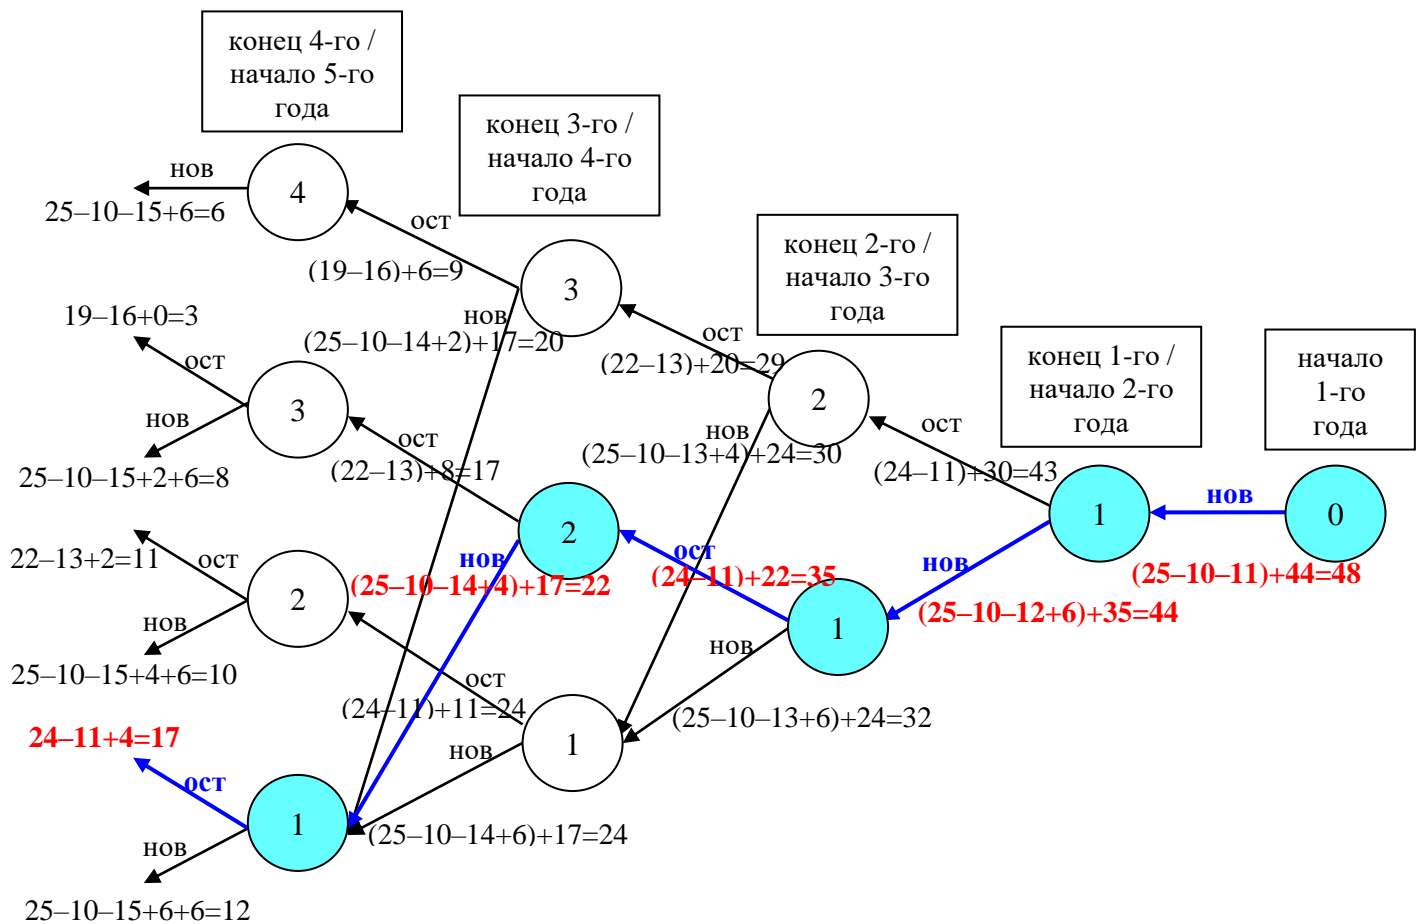 конец 4-го /
начало 5-го
года
конец 3-го /
начало 4-го
года
нов
4
25–10–15+6=6
ост
(19–16)+6=9
3
конец 2-го /
начало 3-го
года
19–16+0=3
нов
(25–10–14+2)+17=20
ост
(22–13)+20=29
конец 1-го /
начало 2-го
года
начало
1-го
года
ост
3
нов
25–10–15+2+6=8
ост
(22–13)+8=17
2
нов
(25–10–13+4)+24=30
ост
(24–11)+30=43
1
нов
0
(25–10–11)+44=48
22–13+2=11
ост
2
нов
25–10–15+4+6=10
нов
(25–10–14+4)+17=22
2
ост
(24–11)+22=35
нов
(25–10–12+6)+35=44
1
ост
(24–11)+11=24
нов
(25–10–13+6)+24=32
24–11+4=17
ост
1
нов
25–10–15+6+6=12
нов
1
(25–10–14+6)+17=24